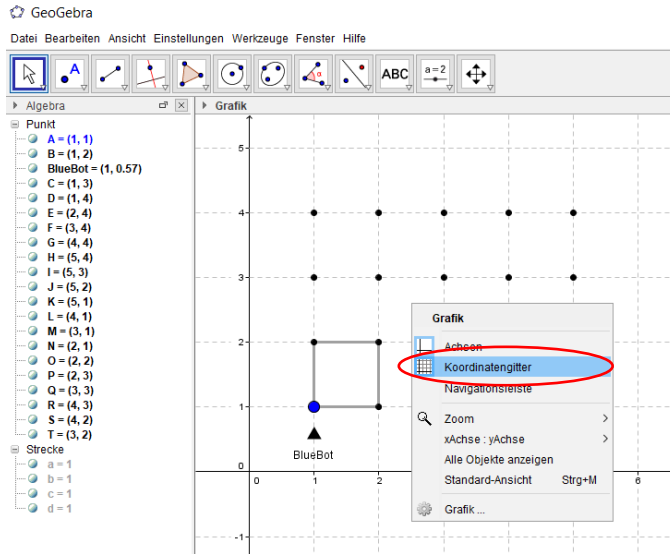 GeoGebra
Datei Bearbeiten Ansicht Einstellungen Werkzeuge Fenster Hilfe
A
α
ABC
a=2
Algebra
Punkt
A = (1, 1)
B = (1, 2)
BlueBot = (1, 0.57)
C = (1, 3)
D = (1, 4)
E = (2, 4)
F = (3, 4)
G = (4, 4)
H = (5, 4)
I = (5, 3)
J = (5, 2)
K = (5, 1)
L = (4, 1)
M = (3, 1)
N = (2, 1)
O = (2, 2)
P = (2, 3)
Q = (3, 3)
R = (4, 3)
S = (4, 2)
T = (3, 2)
Strecke
a = 1
b = 1
c = 1
d = 1
Grafik
5
4
3
2
1
0
-1
0 1 2 6
BlueBot
Grafik
Achsen
Koordinatengitter
Navigationsleiste
Zoom
xAchse : yAchse
Alle Objekte anzeigen
Standard-Ansicht Strg+M
Grafik ...